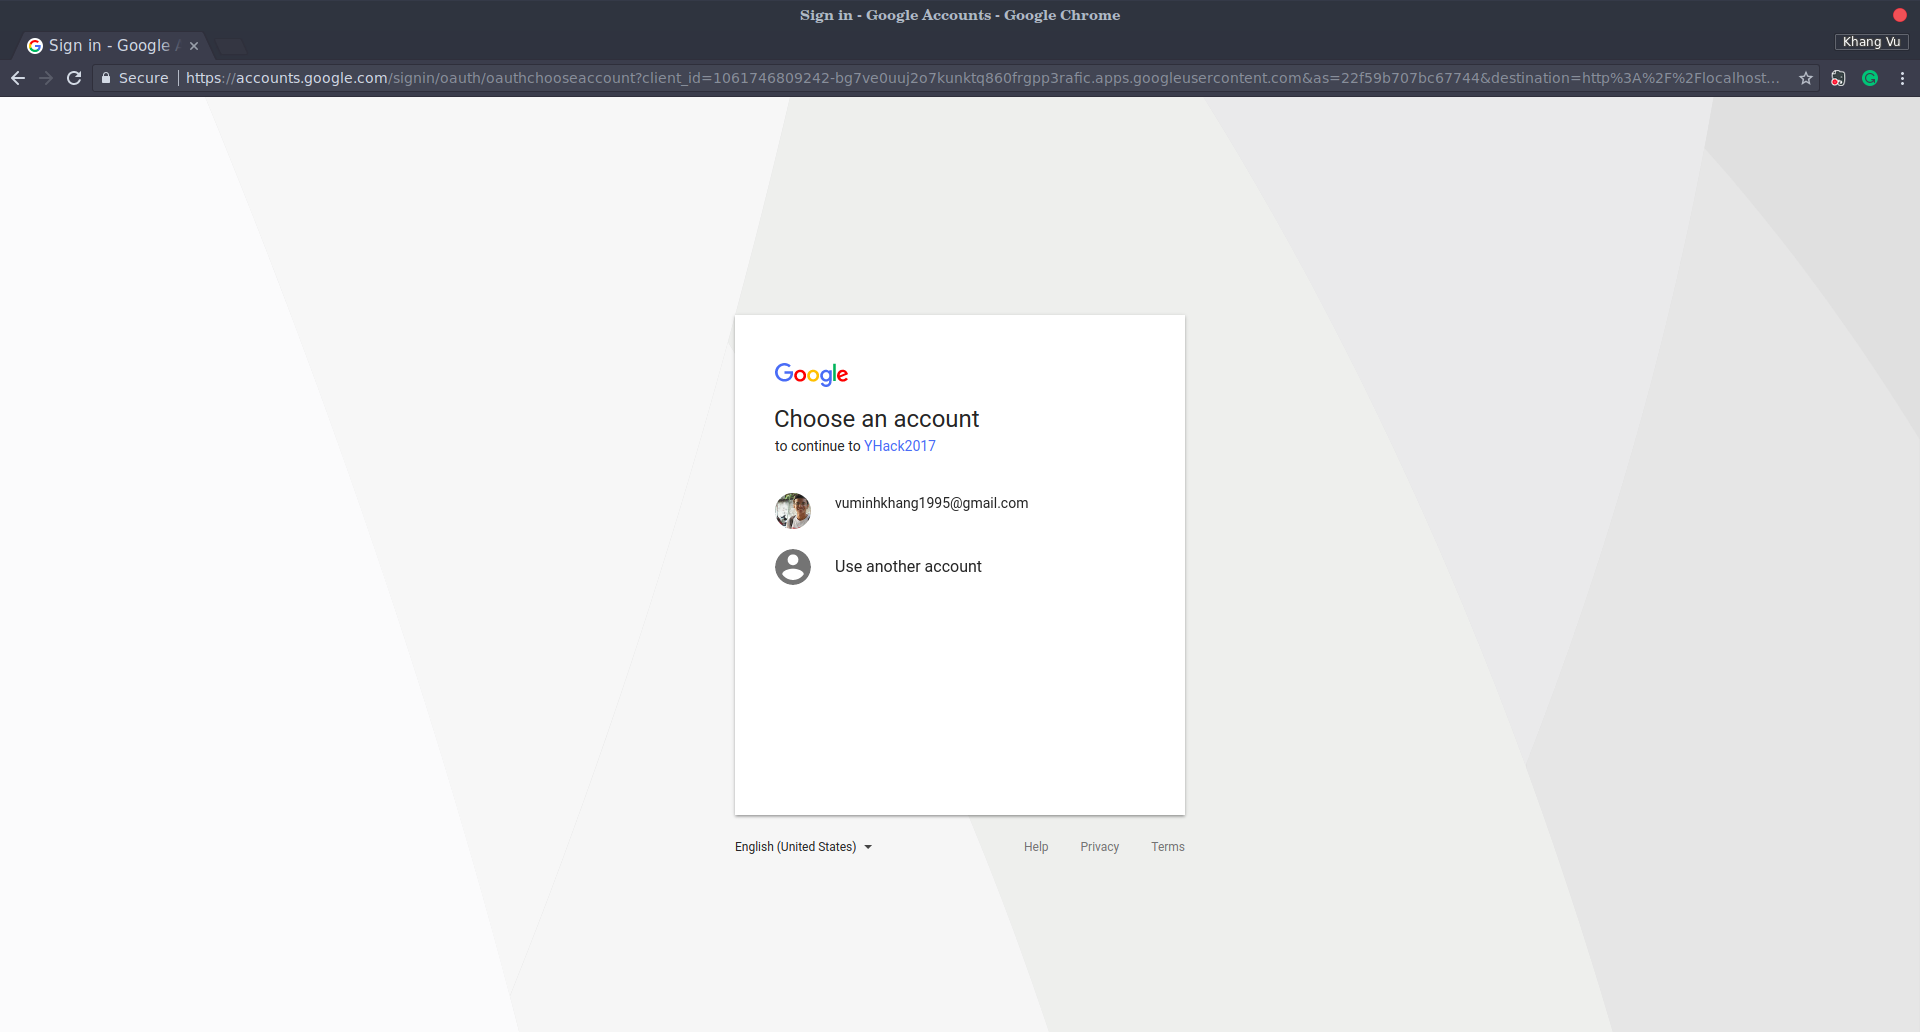 Sign in - Google Accounts - Google Chrome
Sign in - Google
Khang Vu
Secure https://accounts.google.com/signin/oauth/oauthchooseaccount?client_id=1061746809242-bg7ve0uuj2o7kunktq860frgpp3rafic.apps.googleusercontent.com&as=22f59b707bc67744&destination=http%3A%2F%2Flocalhost...
Google
Choose an account
to continue to YHack2017
vuminhkhang1995@gmail.com
Use another account
English (United States) Help Privacy Terms